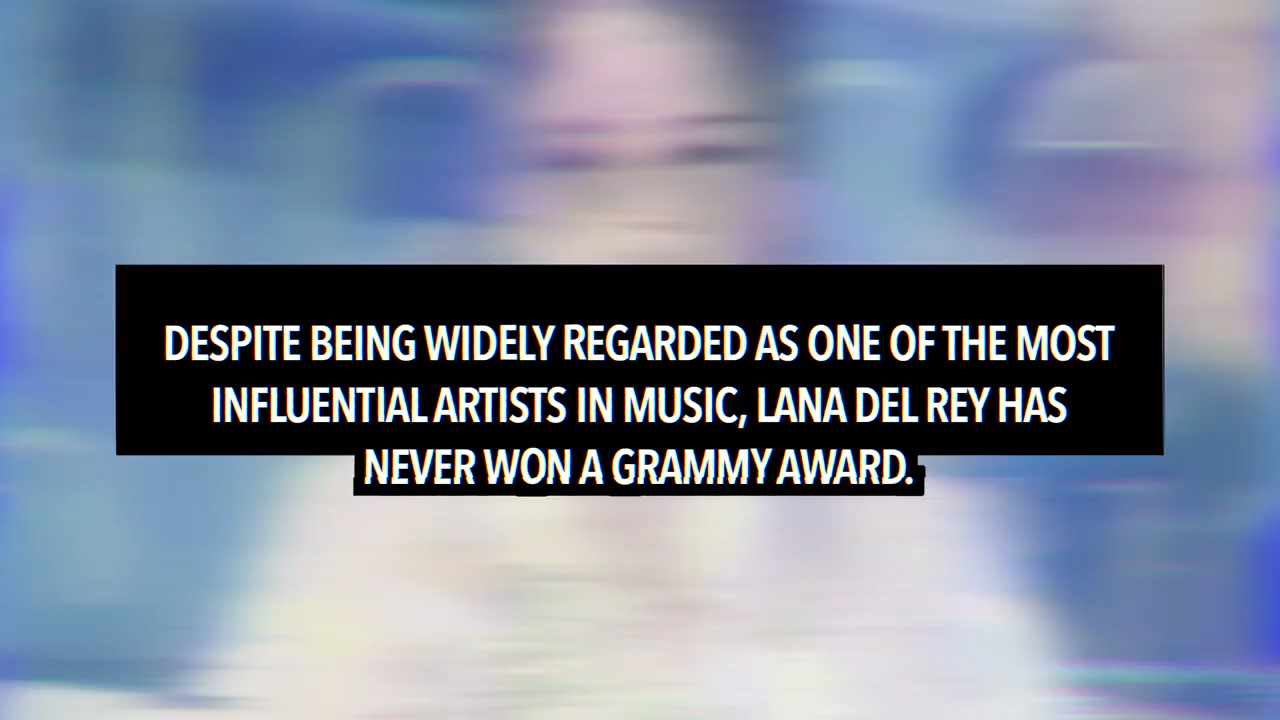 DESPITE BEING WIDELY REGARDED AS ONE OF THE MOST
INFLUENTIAL ARTISTS IN MUSIC, LANA DEL REY HAS
NEVER WON A GRAMMY AWARD.